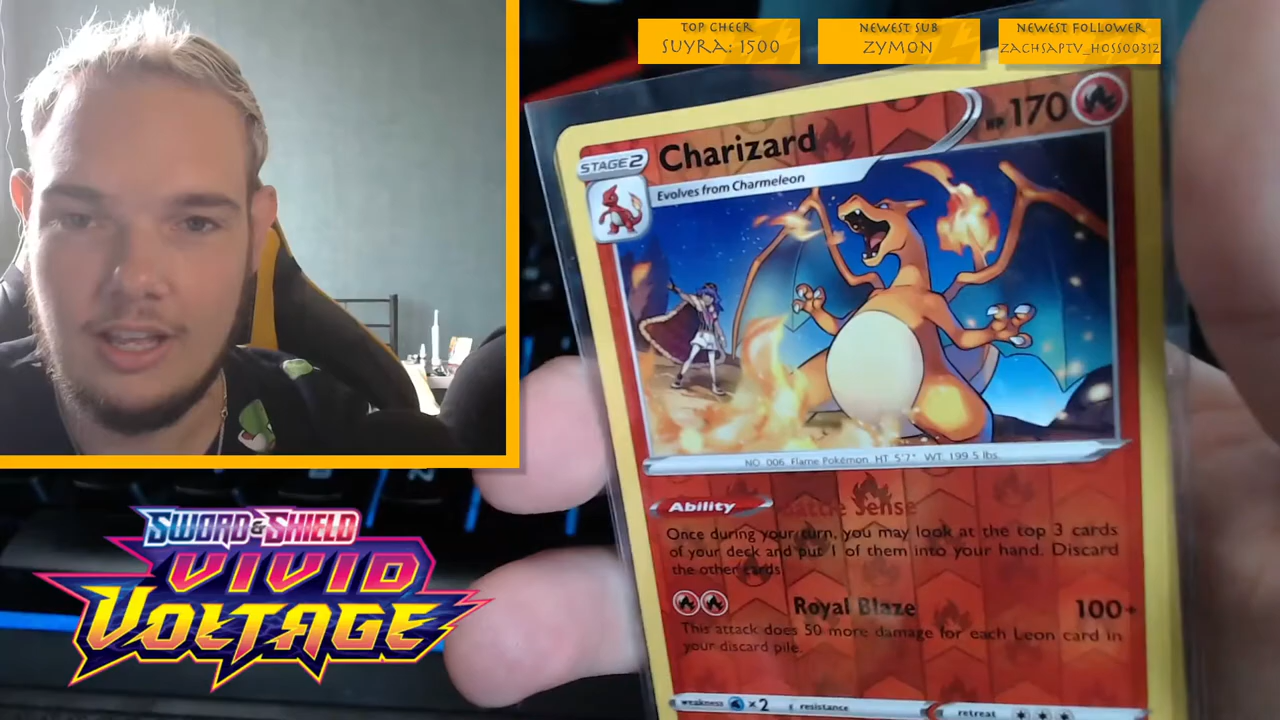 TOP CHEER
SUYRA: 1500
NEWEST SUB
ZYMON
NEWEST FOLLOWER
ZACHSAPTV_HOSS00312
STAGE 2
Charizard
HP 170
Evolves from Charmeleon
NO. 006 Flame Pokémon HT 5'7" WT 199.5 lbs.
Ability Battle Sense
Once during your turn, you may look at the top 3 cards
of your deck and put 1 of them into your hand. Discard
the other cards.
Royal Blaze 100+
This attack does 50 more damage for each Leon card in
your discard pile.
weakness ×2 resistance retreat
SWORD & SHIELD
VIVID
VOLTAGE